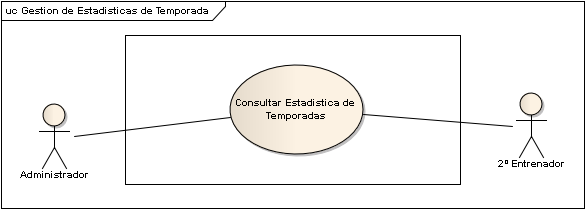 uc Gestion de Estadisticas de Temporada
Consultar Estadistica de
Temporadas
Administrador
2º Entrenador